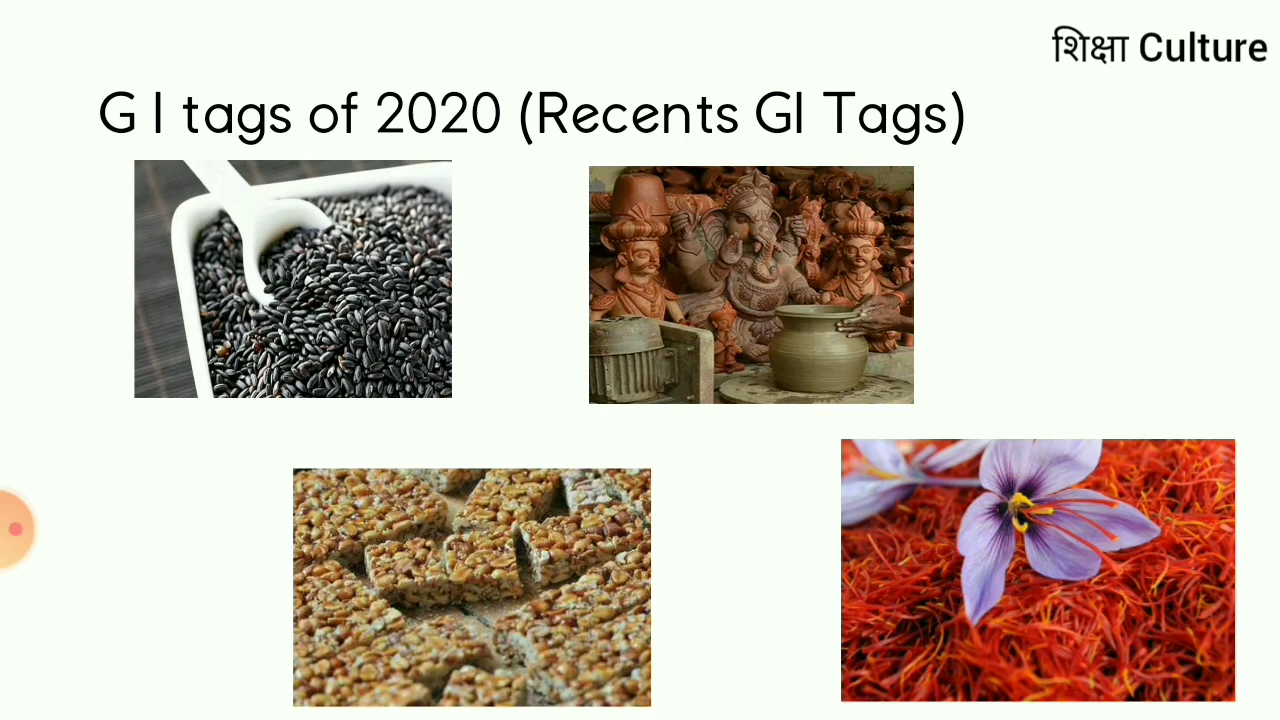 शिक्षा Culture
G I tags of 2020 (Recents GI Tags)